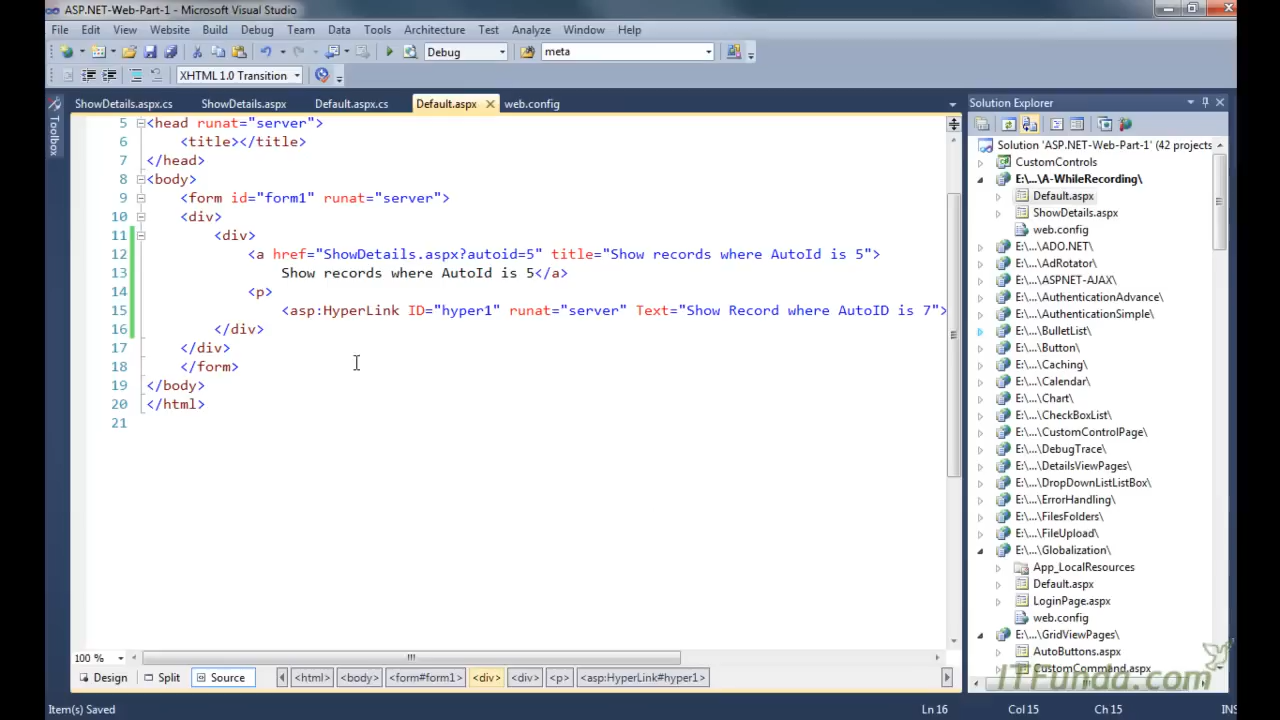 ASP.NET-Web-Part-1 - Microsoft Visual Studio
File Edit View Website Build Debug Team Data Tools Architecture Test Analyze Window Help
Debug meta
XHTML 1.0 Transition
ShowDetails.aspx.cs ShowDetails.aspx Default.aspx.cs Default.aspx web.config
Toolbox
5 <head runat="server">
6 <title></title>
7 </head>
8 <body>
9 <form id="form1" runat="server">
10 <div>
11 <div>
12 <a href="ShowDetails.aspx?autoid=5" title="Show records where AutoId is 5">
13 Show records where AutoId is 5</a>
14 <p>
15 <asp:HyperLink ID="hyper1" runat="server" Text="Show Record where AutoID is 7">
16 </div>
17 </div>
18 </form>
19 </body>
20 </html>
21
100 %
Design Split Source <html> <body> <form#form1> <div> <div> <p> <asp:HyperLink#hyper1>
Item(s) Saved Ln 16 Col 15 Ch 15 INS
Solution Explorer
Solution 'ASP.NET-Web-Part-1' (42 projects
CustomControls
E:\...\A-WhileRecording\
Default.aspx
ShowDetails.aspx
web.config
E:\...\ADO.NET\
E:\...\AdRotator\
E:\...\ASPNET-AJAX\
E:\...\AuthenticationAdvance\
E:\...\AuthenticationSimple\
E:\...\BulletList\
E:\...\Button\
E:\...\Caching\
E:\...\Calendar\
E:\...\Chart\
E:\...\CheckBoxList\
E:\...\CustomControlPage\
E:\...\DebugTrace\
E:\...\DetailsViewPages\
E:\...\DropDownListListBox\
E:\...\ErrorHandling\
E:\...\FilesFolders\
E:\...\FileUpload\
E:\...\Globalization\
App_LocalResources
Default.aspx
LoginPage.aspx
web.config
E:\...\GridViewPages\
AutoButtons.aspx
CustomCommand.aspx
ITFunda.com